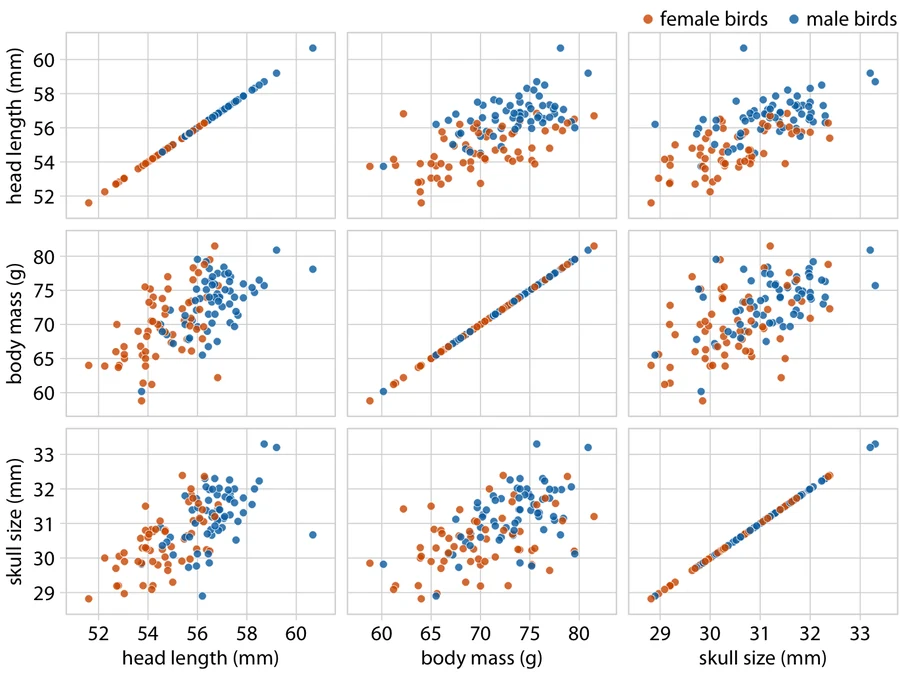 female birds male birds
head length (mm)
60
58
56
54
52
body mass (g)
80
75
70
65
60
skull size (mm)
33
32
31
30
29
52 54 56 58 60
60 65 70 75 80
29 30 31 32 33
head length (mm)
body mass (g)
skull size (mm)